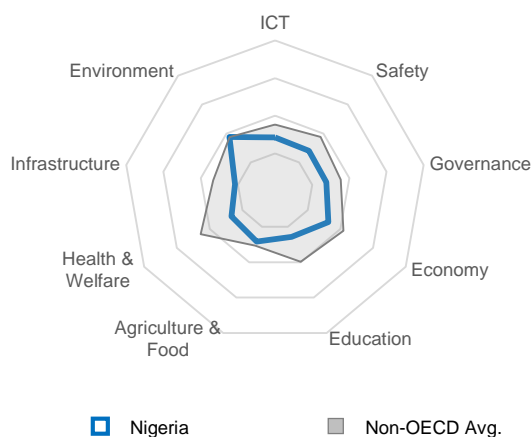 ICT
Environment
Safety
Infrastructure
Governance
Health &
Welfare
Economy
Agriculture &
Food
Education
Nigeria
Non-OECD Avg.